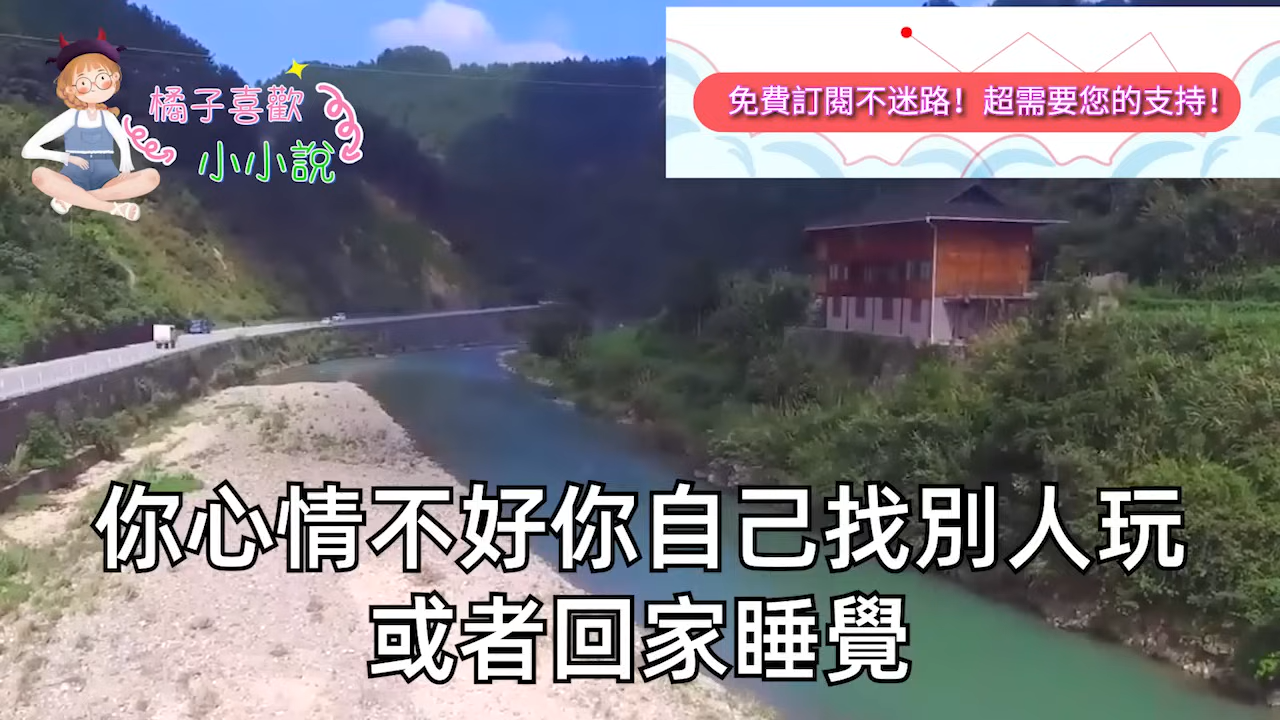 橘子喜歡
小小說
免費訂閱不迷路！超需要您的支持！
你心情不好你自己找別人玩
或者回家睡覺